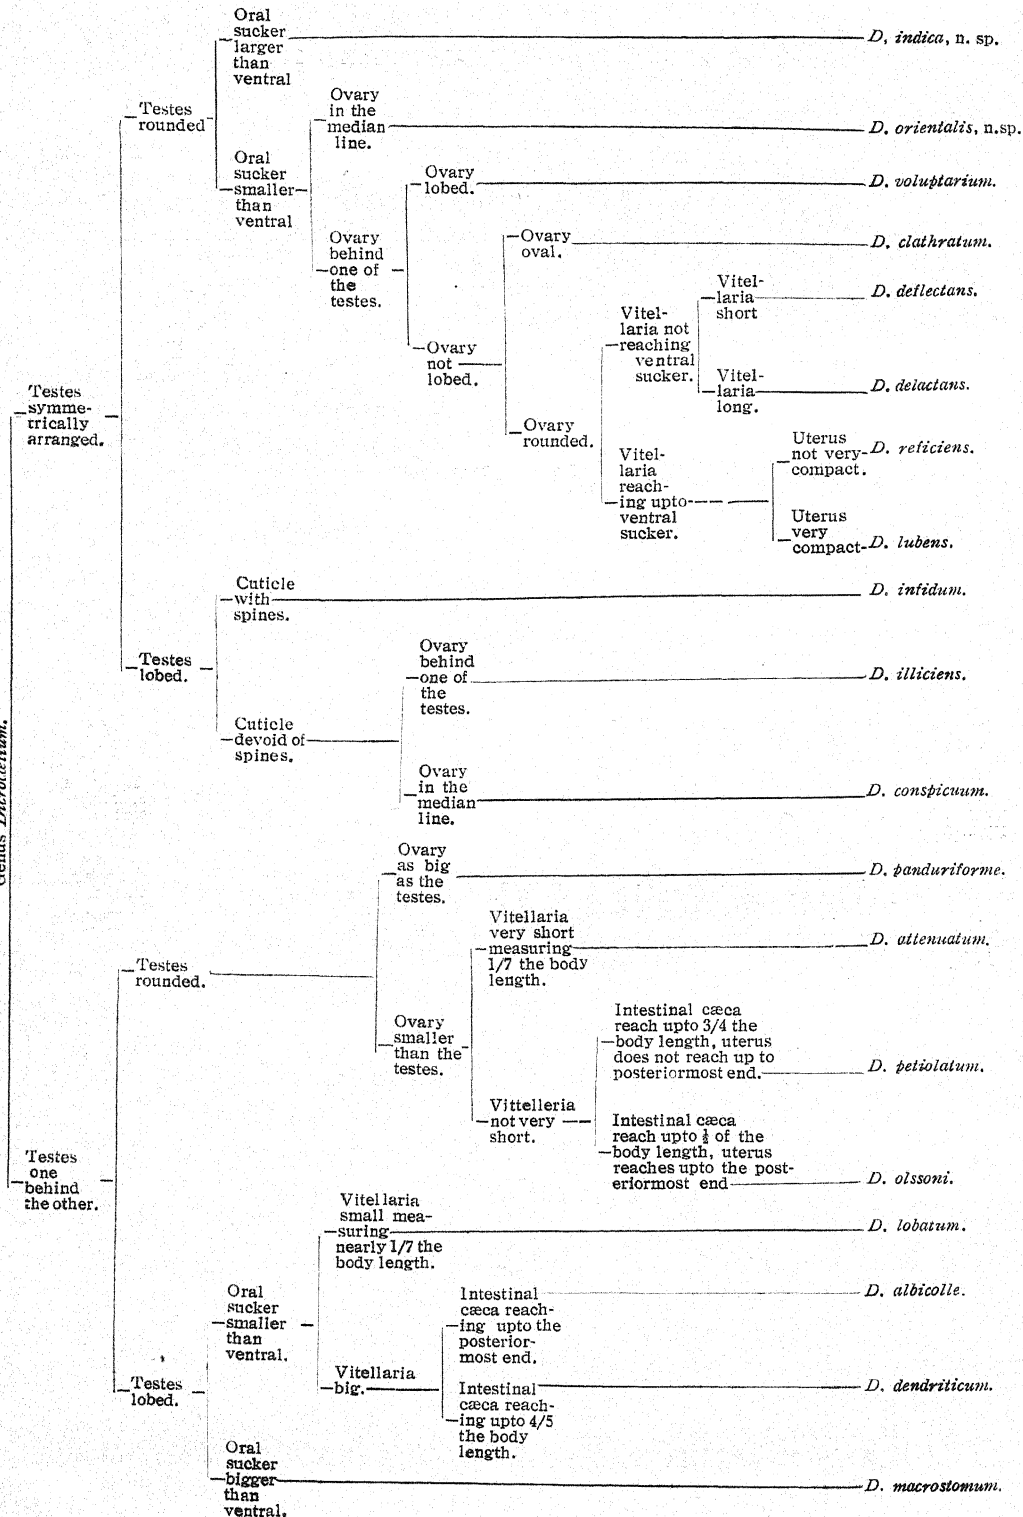 Genus Dicrocœlium.
Testes
symme-
trically
arranged.
Testes
rounded
Oral
sucker
larger
than
ventral
D, indica, n. sp.
Oral
sucker
smaller
than
ventral
Ovary
in the
median
line.
D. orientalis, n.sp.
Ovary
behind
one of
the
testes.
Ovary
lobed.
D. voluptarium.
Ovary
not
lobed.
Ovary
oval.
D. clathratum.
Ovary
rounded.
Vitel-
laria not
reaching
ventral
sucker.
Vitel-
laria
short
D. deflectans.
Vitel-
laria
long.
D. delactans.
Vitel-
laria
reach-
ing upto
ventral
sucker.
Uterus
not very
compact.
D. reficiens.
Uterus
very
compact
D. lubens.
Testes
lobed.
Cuticle
with
spines.
D. infidum.
Cuticle
devoid of
spines.
Ovary
behind
one of
the
testes.
D. illiciens.
Ovary
in the
median
line.
D. conspicuum.
Testes
one
behind
the other.
Testes
rounded.
Ovary
as big
as the
testes.
D. panduriforme.
Ovary
smaller
than the
testes.
Vitellaria
very short
measuring
1/7 the body
length.
D. attenuatum.
Vittelleria
not very
short.
Intestinal cæca
reach upto 3/4 the
body length, uterus
does not reach up to
posteriormost end.
D. petiolatum.
Intestinal cæca
reach upto of the
body length, uterus
reaches upto the post-
eriormost end
D. olssoni.
Testes
lobed.
Oral
sucker
smaller
than
ventral.
Vitellaria
small mea-
suring
nearly 1/7 the
body length.
D. lobatum.
Vitellaria
big.
Intestinal
cæca reach-
ing upto the
posterior-
most end.
D. albicolle.
Intestinal
cæca reach-
ing upto 4/5
the body
length.
D. dendriticum.
Oral
sucker
bigger
than
ventral.
D. macrostomum.